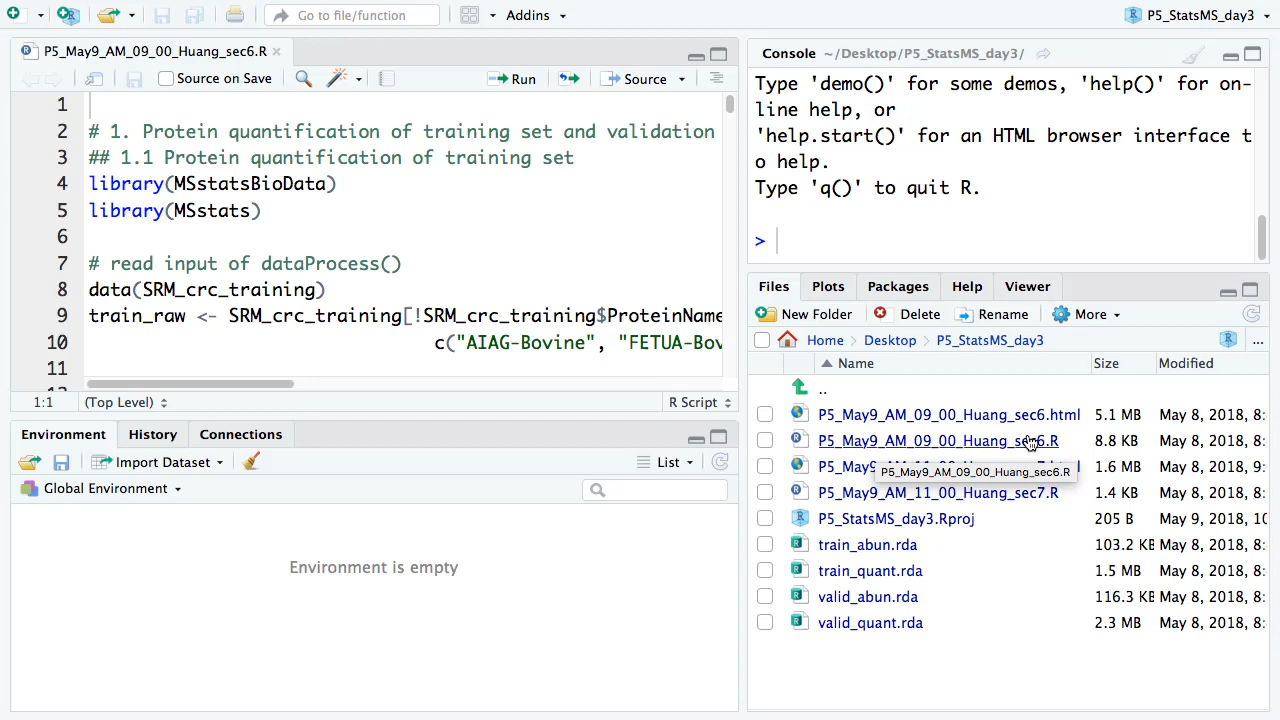 Go to file/function
Addins
P5_StatsMS_day3
P5_May9_AM_09_00_Huang_sec6.R
Source on Save
Run
Source
1
2 # 1. Protein quantification of training set and validation
3 ## 1.1 Protein quantification of training set
4 library(MSstatsBioData)
5 library(MSstats)
6
7 # read input of dataProcess()
8 data(SRM_crc_training)
9 train_raw <- SRM_crc_training[!SRM_crc_training$ProteinName
10 c("AIAG-Bovine", "FETUA-Bov
11
1:1
(Top Level)
R Script
Environment
History
Connections
Import Dataset
List
Global Environment
Environment is empty
Console ~/Desktop/P5_StatsMS_day3/
Type 'demo()' for some demos, 'help()' for on-
line help, or
'help.start()' for an HTML browser interface t
o help.
Type 'q()' to quit R.
>
Files
Plots
Packages
Help
Viewer
New Folder
Delete
Rename
More
Home
Desktop
P5_StatsMS_day3
...
Name
Size
Modified
..
P5_May9_AM_09_00_Huang_sec6.html 5.1 MB May 8, 2018, 8:
P5_May9_AM_09_00_Huang_sec6.R 8.8 KB May 8, 2018, 8:
P5_May9 1.6 MB May 8, 2018, 9:
P5_May9_AM_09_00_Huang_sec6.R
P5_May9_AM_11_00_Huang_sec7.R 1.4 KB May 8, 2018, 8:
P5_StatsMS_day3.Rproj 205 B May 9, 2018, 10
train_abun.rda 103.2 KE May 8, 2018, 8:
train_quant.rda 1.5 MB May 8, 2018, 8:
valid_abun.rda 116.3 KE May 8, 2018, 8:
valid_quant.rda 2.3 MB May 8, 2018, 8: